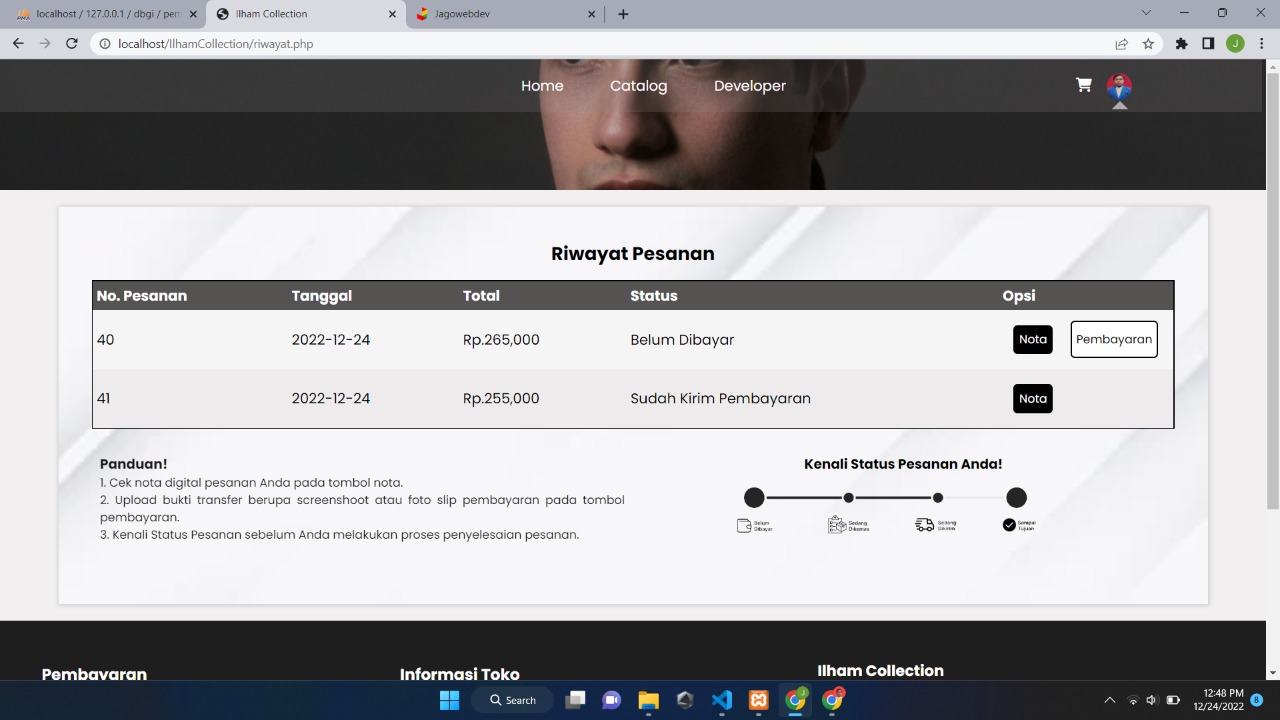 localhost / 127.0.0.1 / dbgi / pem
Ilham Collection
Jagowebdev
localhost/IlhamCollection/riwayat.php
J
Home Catalog Developer
Riwayat Pesanan
No. Pesanan Tanggal Total Status Opsi
40 2022-12-24 Rp.265,000 Belum Dibayar Nota Pembayaran
41 2022-12-24 Rp.255,000 Sudah Kirim Pembayaran Nota
Panduan!
1. Cek nota digital pesanan Anda pada tombol nota.
2. Upload bukti transfer berupa screenshoot atau foto slip pembayaran pada tombol
pembayaran.
3. Kenali Status Pesanan sebelum Anda melakukan proses penyelesaian pesanan.
Kenali Status Pesanan Anda!
Belum
Dibayar
Sedang
Dikemas
Sedang
Dikirim
Sampai
Tujuan
Pembayaran
Informasi Toko
Ilham Collection
Search
12:48 PM
12/24/2022
8